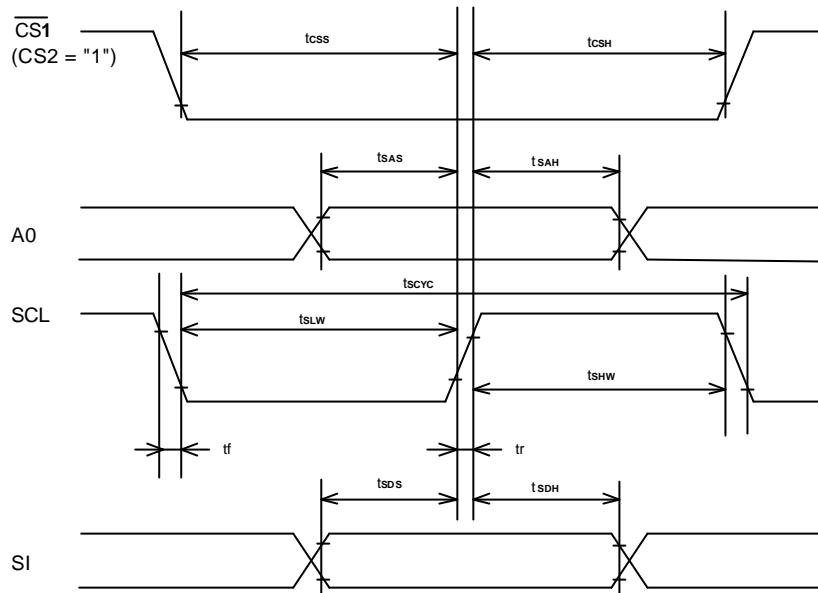 CS1
(CS2 = "1")
tCSS
tCSH
tSAS
tSAH
A0
tSCYC
SCL
tSLW
tSHW
tf
tr
tSDS
tSDH
SI